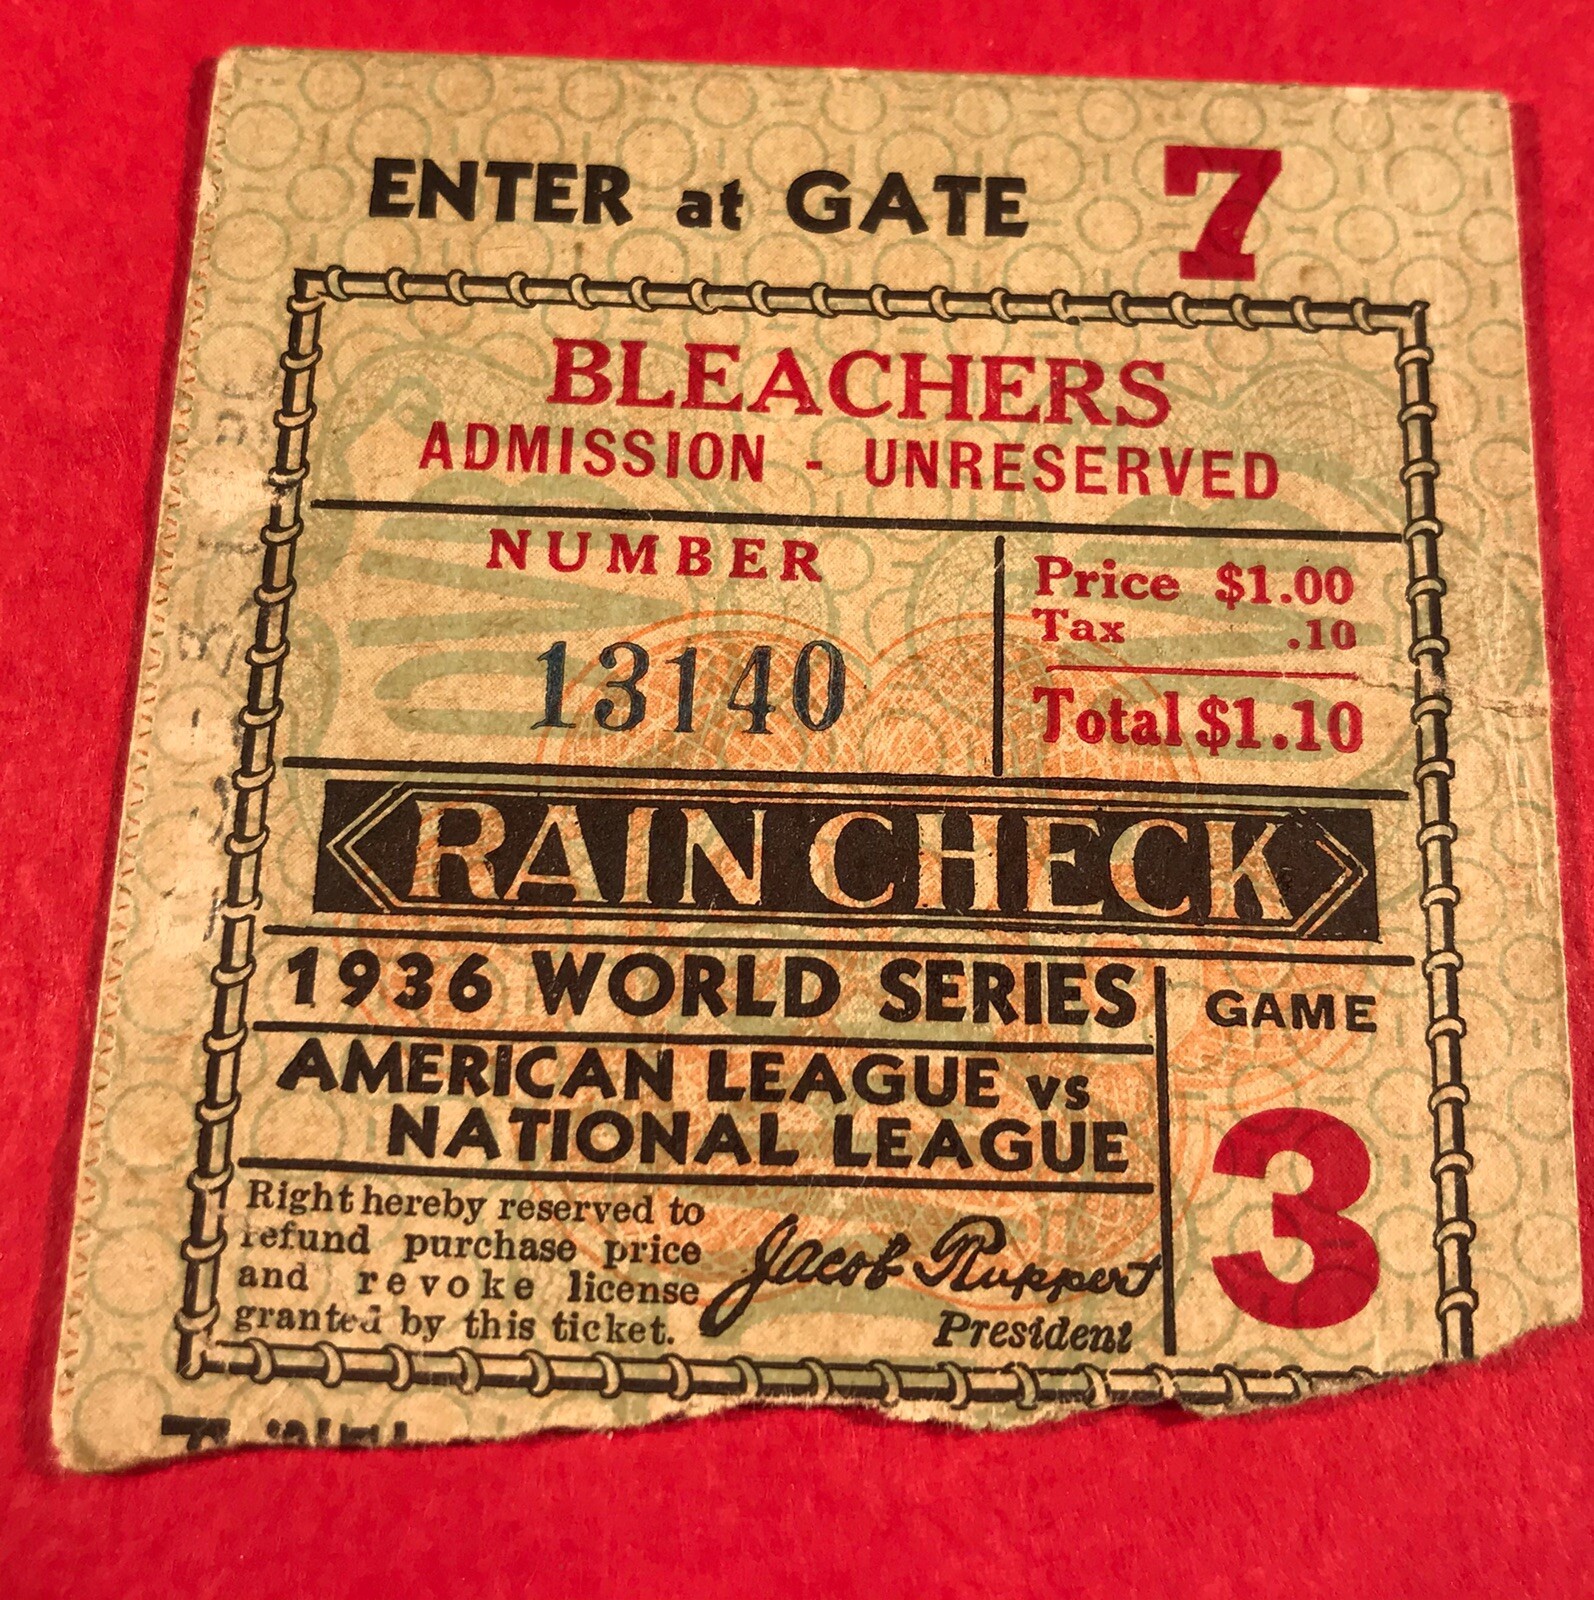 ENTER at GATE 7
BLEACHERS
ADMISSION - UNRESERVED
NUMBER
13140
Price $1.00
Tax .10
Total $1.10
RAIN CHECK
1936 WORLD SERIES
AMERICAN LEAGUE vs
NATIONAL LEAGUE
GAME
3
Right hereby reserved to
refund purchase price
and revoke license
granted by this ticket.
Jacob Ruppert
President